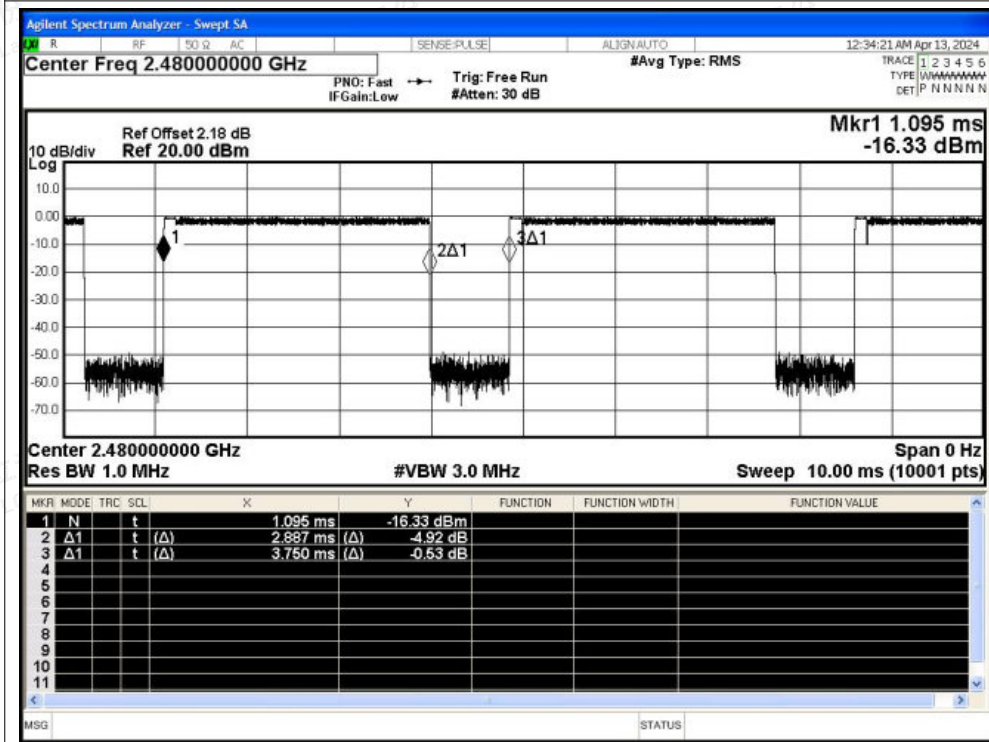 Agilent Spectrum Analyzer - Swept SA
LXI R RF 50 Ω AC SENSE:PULSE ALIGN AUTO 12:34:21 AM Apr 13, 2024
Center Freq 2.480000000 GHz #Avg Type: RMS TRACE 1 2 3 4 5 6
PNO: Fast Trig: Free Run TYPE WWWWWW
IFGain:Low #Atten: 30 dB DET P N N N N N
Mkr1 1.095 ms
Ref Offset 2.18 dB
10 dB/div Ref 20.00 dBm -16.33 dBm
Log
10.0
0.00
1
-10.0
2Δ1
3Δ1
-20.0
-30.0
-40.0
-50.0
-60.0
-70.0
Center 2.480000000 GHz Span 0 Hz
Res BW 1.0 MHz #VBW 3.0 MHz Sweep 10.00 ms (10001 pts)
MKR MODE TRC SCL X Y FUNCTION FUNCTION WIDTH FUNCTION VALUE
1 N t 1.095 ms -16.33 dBm
2 Δ1 t (Δ) 2.887 ms (Δ) -4.92 dB
3 Δ1 t (Δ) 3.750 ms (Δ) -0.53 dB
4
5
6
7
8
9
10
11
MSG STATUS